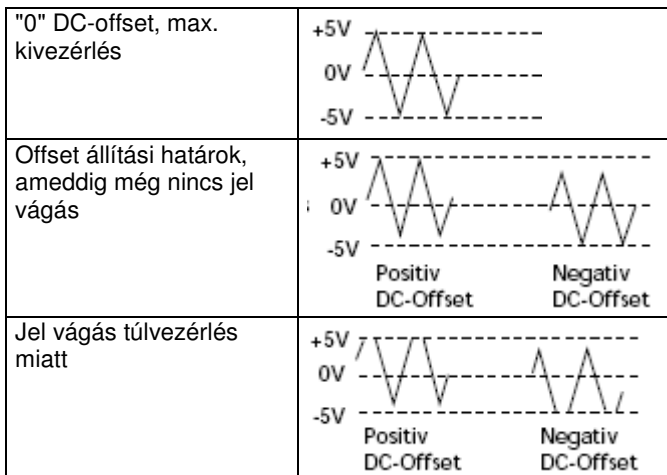 "0" DC-offset, max.
kivezérlés
+5V
0V
-5V
Offset állítási határok,
ameddig még nincs jel
vágás
+5V
0V
-5V
Positiv
DC-Offset
Negativ
DC-Offset
Jel vágás túlvezérlés
miatt
+5V
0V
-5V
Positiv
DC-Offset
Negativ
DC-Offset